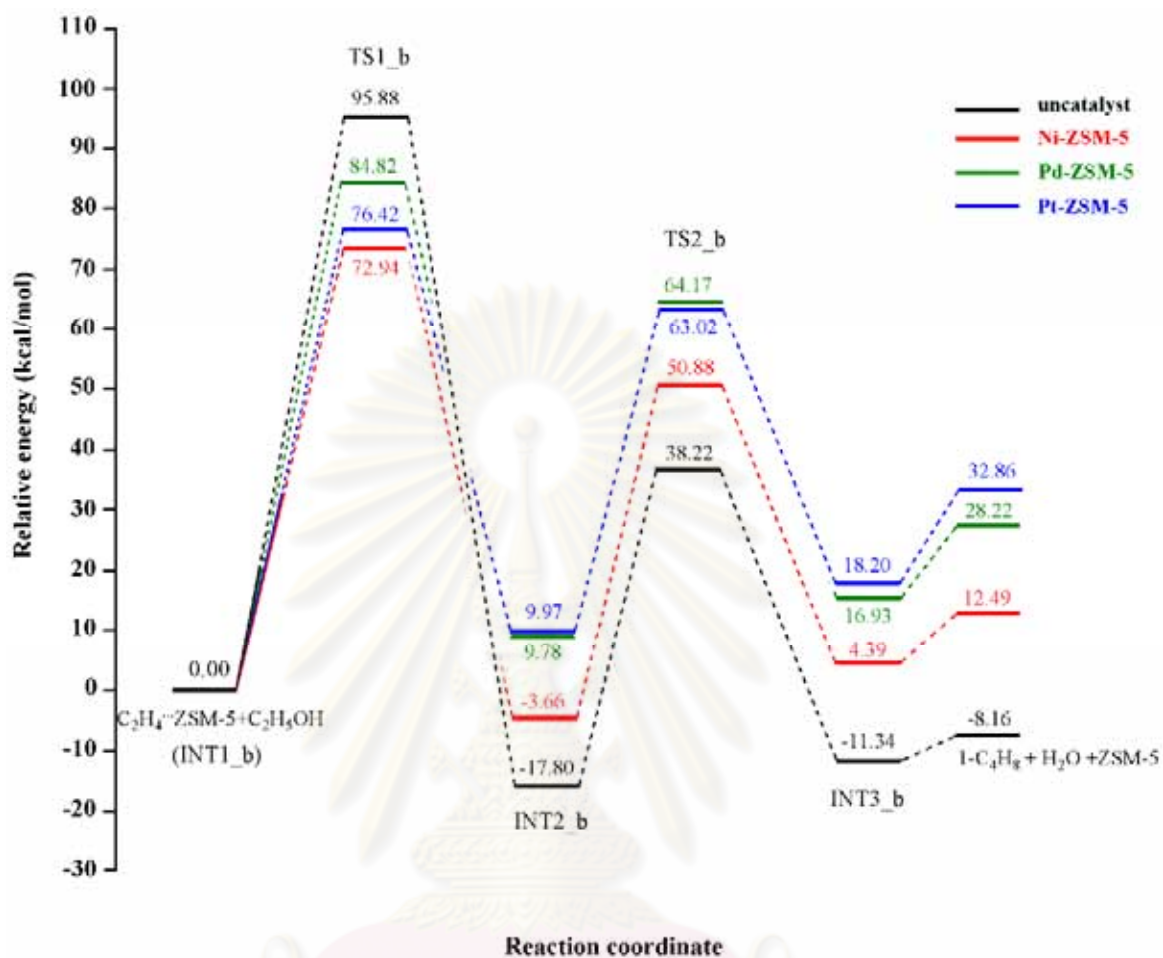 110
100
90
80
70
60
50
40
30
20
10
0
-10
-20
-30
Relative energy (kcal/mol)
Reaction coordinate
uncatalyst
Ni-ZSM-5
Pd-ZSM-5
Pt-ZSM-5
TS1_b
95.88
84.82
76.42
72.94
TS2_b
64.17
63.02
50.88
38.22
0.00
C₂H₄···ZSM-5+C₂H₅OH
(INT1_b)
9.97
9.78
-3.66
-17.80
INT2_b
18.20
16.93
4.39
-11.34
INT3_b
32.86
28.22
12.49
-8.16
1-C₄H₈ + H₂O +ZSM-5